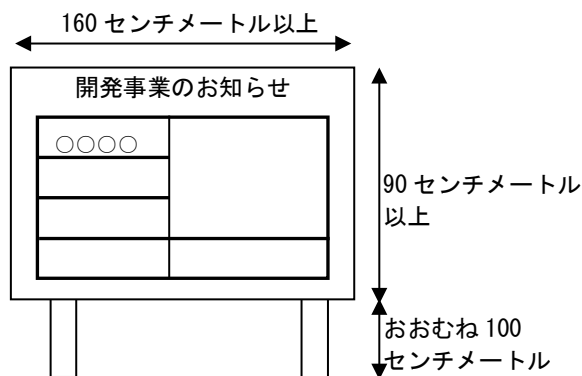 160 センチメートル以上
開発事業のお知らせ
○○○○
90 センチメートル
以上
おおむね 100
センチメートル